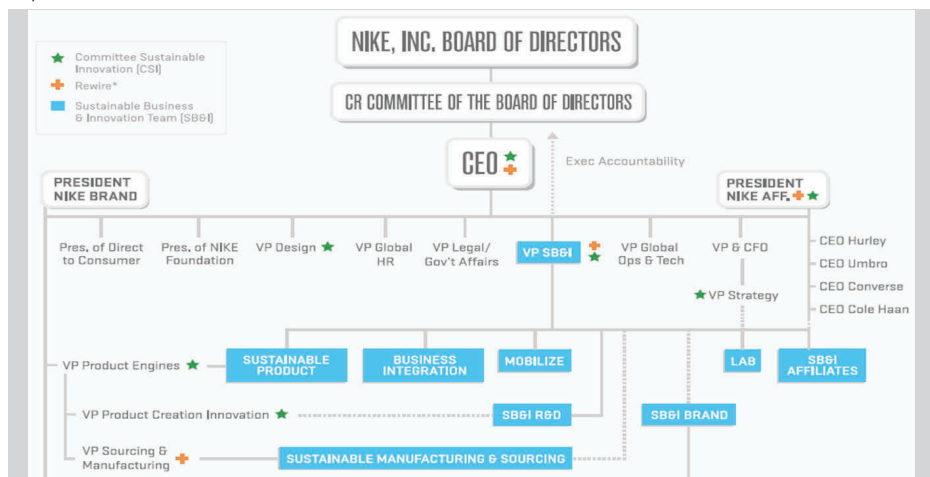 NIKE, INC. BOARD OF DIRECTORS
Committee Sustainable
Innovation (CSI)
Rewire*
Sustainable Business
& Innovation Team (SB&I)
CR COMMITTEE OF THE BOARD OF DIRECTORS
CEO
Exec Accountability
PRESIDENT
NIKE BRAND
PRESIDENT
NIKE AFF.
Pres. of Direct
to Consumer
Pres. of NIKE
Foundation
VP Design
VP Global
HR
VP Legal/
Gov't Affairs
VP SB&I
VP Global
Ops & Tech
VP & CFO
VP Strategy
CEO Hurley
CEO Umbro
CEO Converse
CEO Cole Haan
VP Product Engines
SUSTAINABLE
PRODUCT
BUSINESS
INTEGRATION
MOBILIZE
LAB
SB&I
AFFILIATES
VP Product Creation Innovation
SB&I R&D
SB&I BRAND
VP Sourcing &
Manufacturing
SUSTAINABLE MANUFACTURING & SOURCING